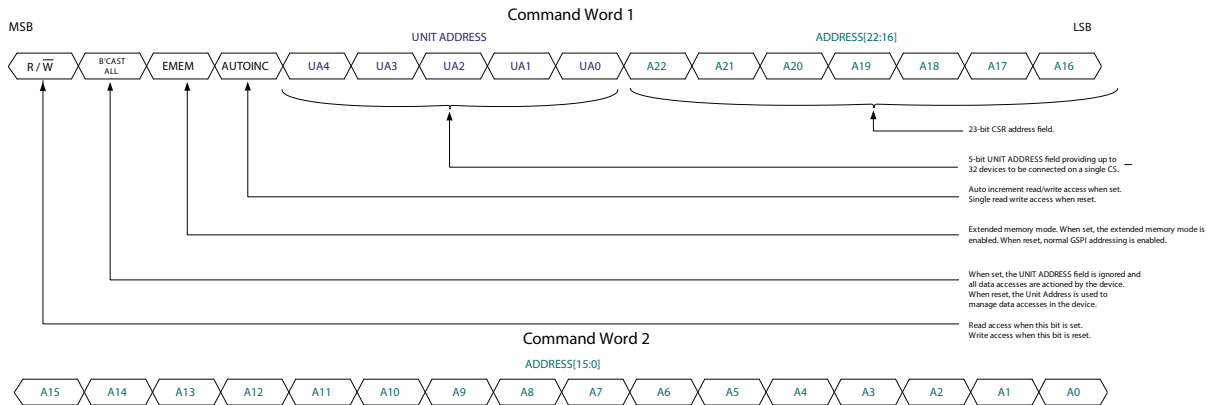 Command Word 1
MSB
LSB
UNIT ADDRESS
ADDRESS[22:16]
R / W̅
B'CAST
ALL
EMEM
AUTOINC
UA4
UA3
UA2
UA1
UA0
A22
A21
A20
A19
A18
A17
A16
23-bit CSR address field.
5-bit UNIT ADDRESS field providing up to
32 devices to be connected on a single CS.
Auto increment read/write access when set.
Single read write access when reset.
Extended memory mode. When set, the extended memory mode is
enabled. When reset, normal GSPI addressing is enabled.
When set, the UNIT ADDRESS field is ignored and
all data accesses are actioned by the device.
When reset, the Unit Address is used to
manage data accesses in the device.
Read access when this bit is set.
Write access when this bit is reset.
Command Word 2
ADDRESS[15:0]
A15
A14
A13
A12
A11
A10
A9
A8
A7
A6
A5
A4
A3
A2
A1
A0